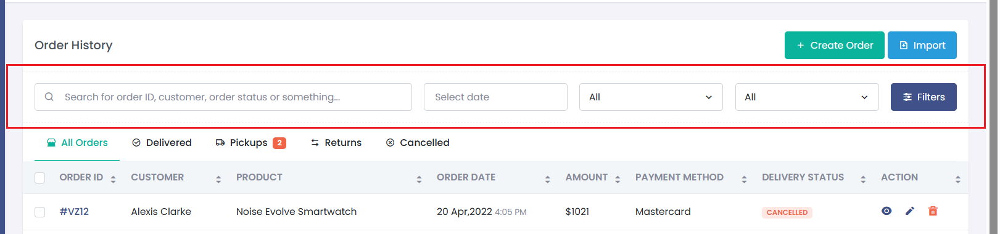 Order History
+ Create Order
Import
Search for order ID, customer, order status or something...
Select date
All
All
Filters
All Orders
Delivered
Pickups 2
Returns
Cancelled
ORDER ID CUSTOMER PRODUCT ORDER DATE AMOUNT PAYMENT METHOD DELIVERY STATUS ACTION
#VZ12 Alexis Clarke Noise Evolve Smartwatch 20 Apr,2022 4:05 PM $1021 Mastercard CANCELLED